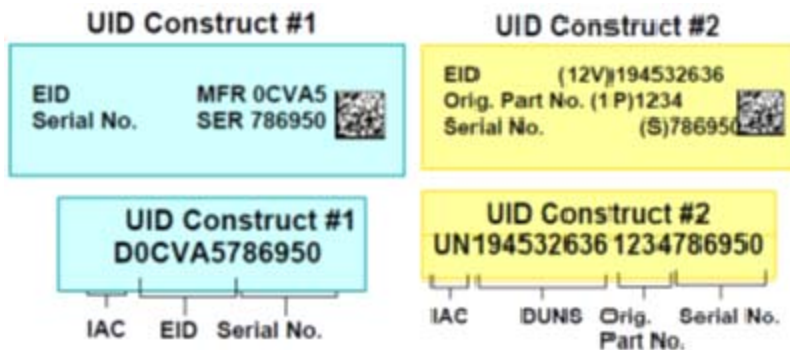 UID Construct #1
EID MFR 0CVA5
Serial No. SER 786950
UID Construct #1
D0CVA5786950
IAC EID Serial No.
UID Construct #2
EID (12V)194532636
Orig. Part No. (1P)1234
Serial No. (S)786950
UID Construct #2
UN1945326361234786950
IAC DUNS Orig. Part No. Serial No.